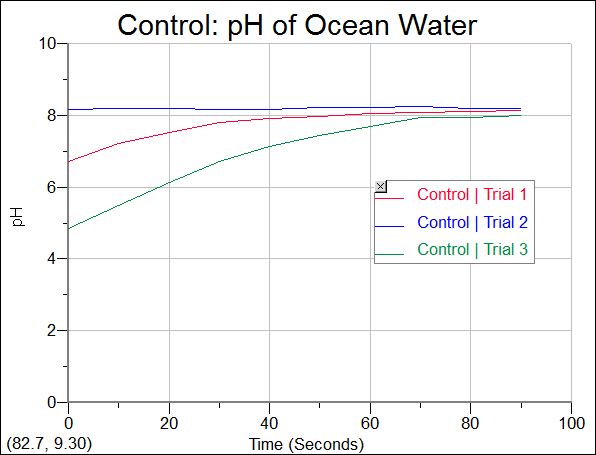 Control: pH of Ocean Water
10
8
6
4
2
0
pH
Control | Trial 1
Control | Trial 2
Control | Trial 3
0 20 40 60 80 100
(82.7, 9.30)
Time (Seconds)